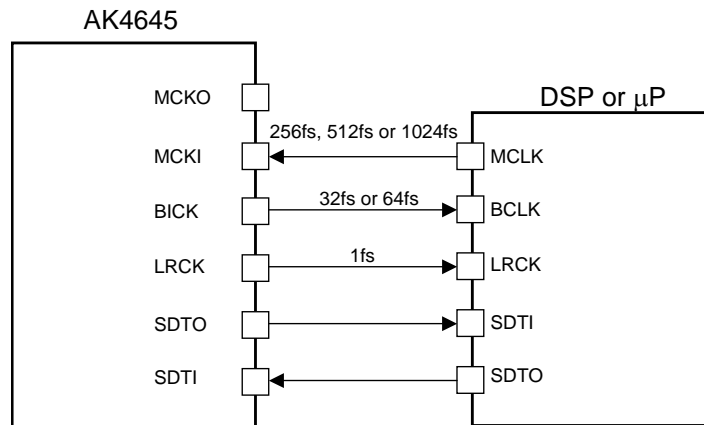 AK4645
DSP or μP
MCKO
256fs, 512fs or 1024fs
MCKI
MCLK
32fs or 64fs
BICK
BCLK
1fs
LRCK
LRCK
SDTO
SDTI
SDTI
SDTO